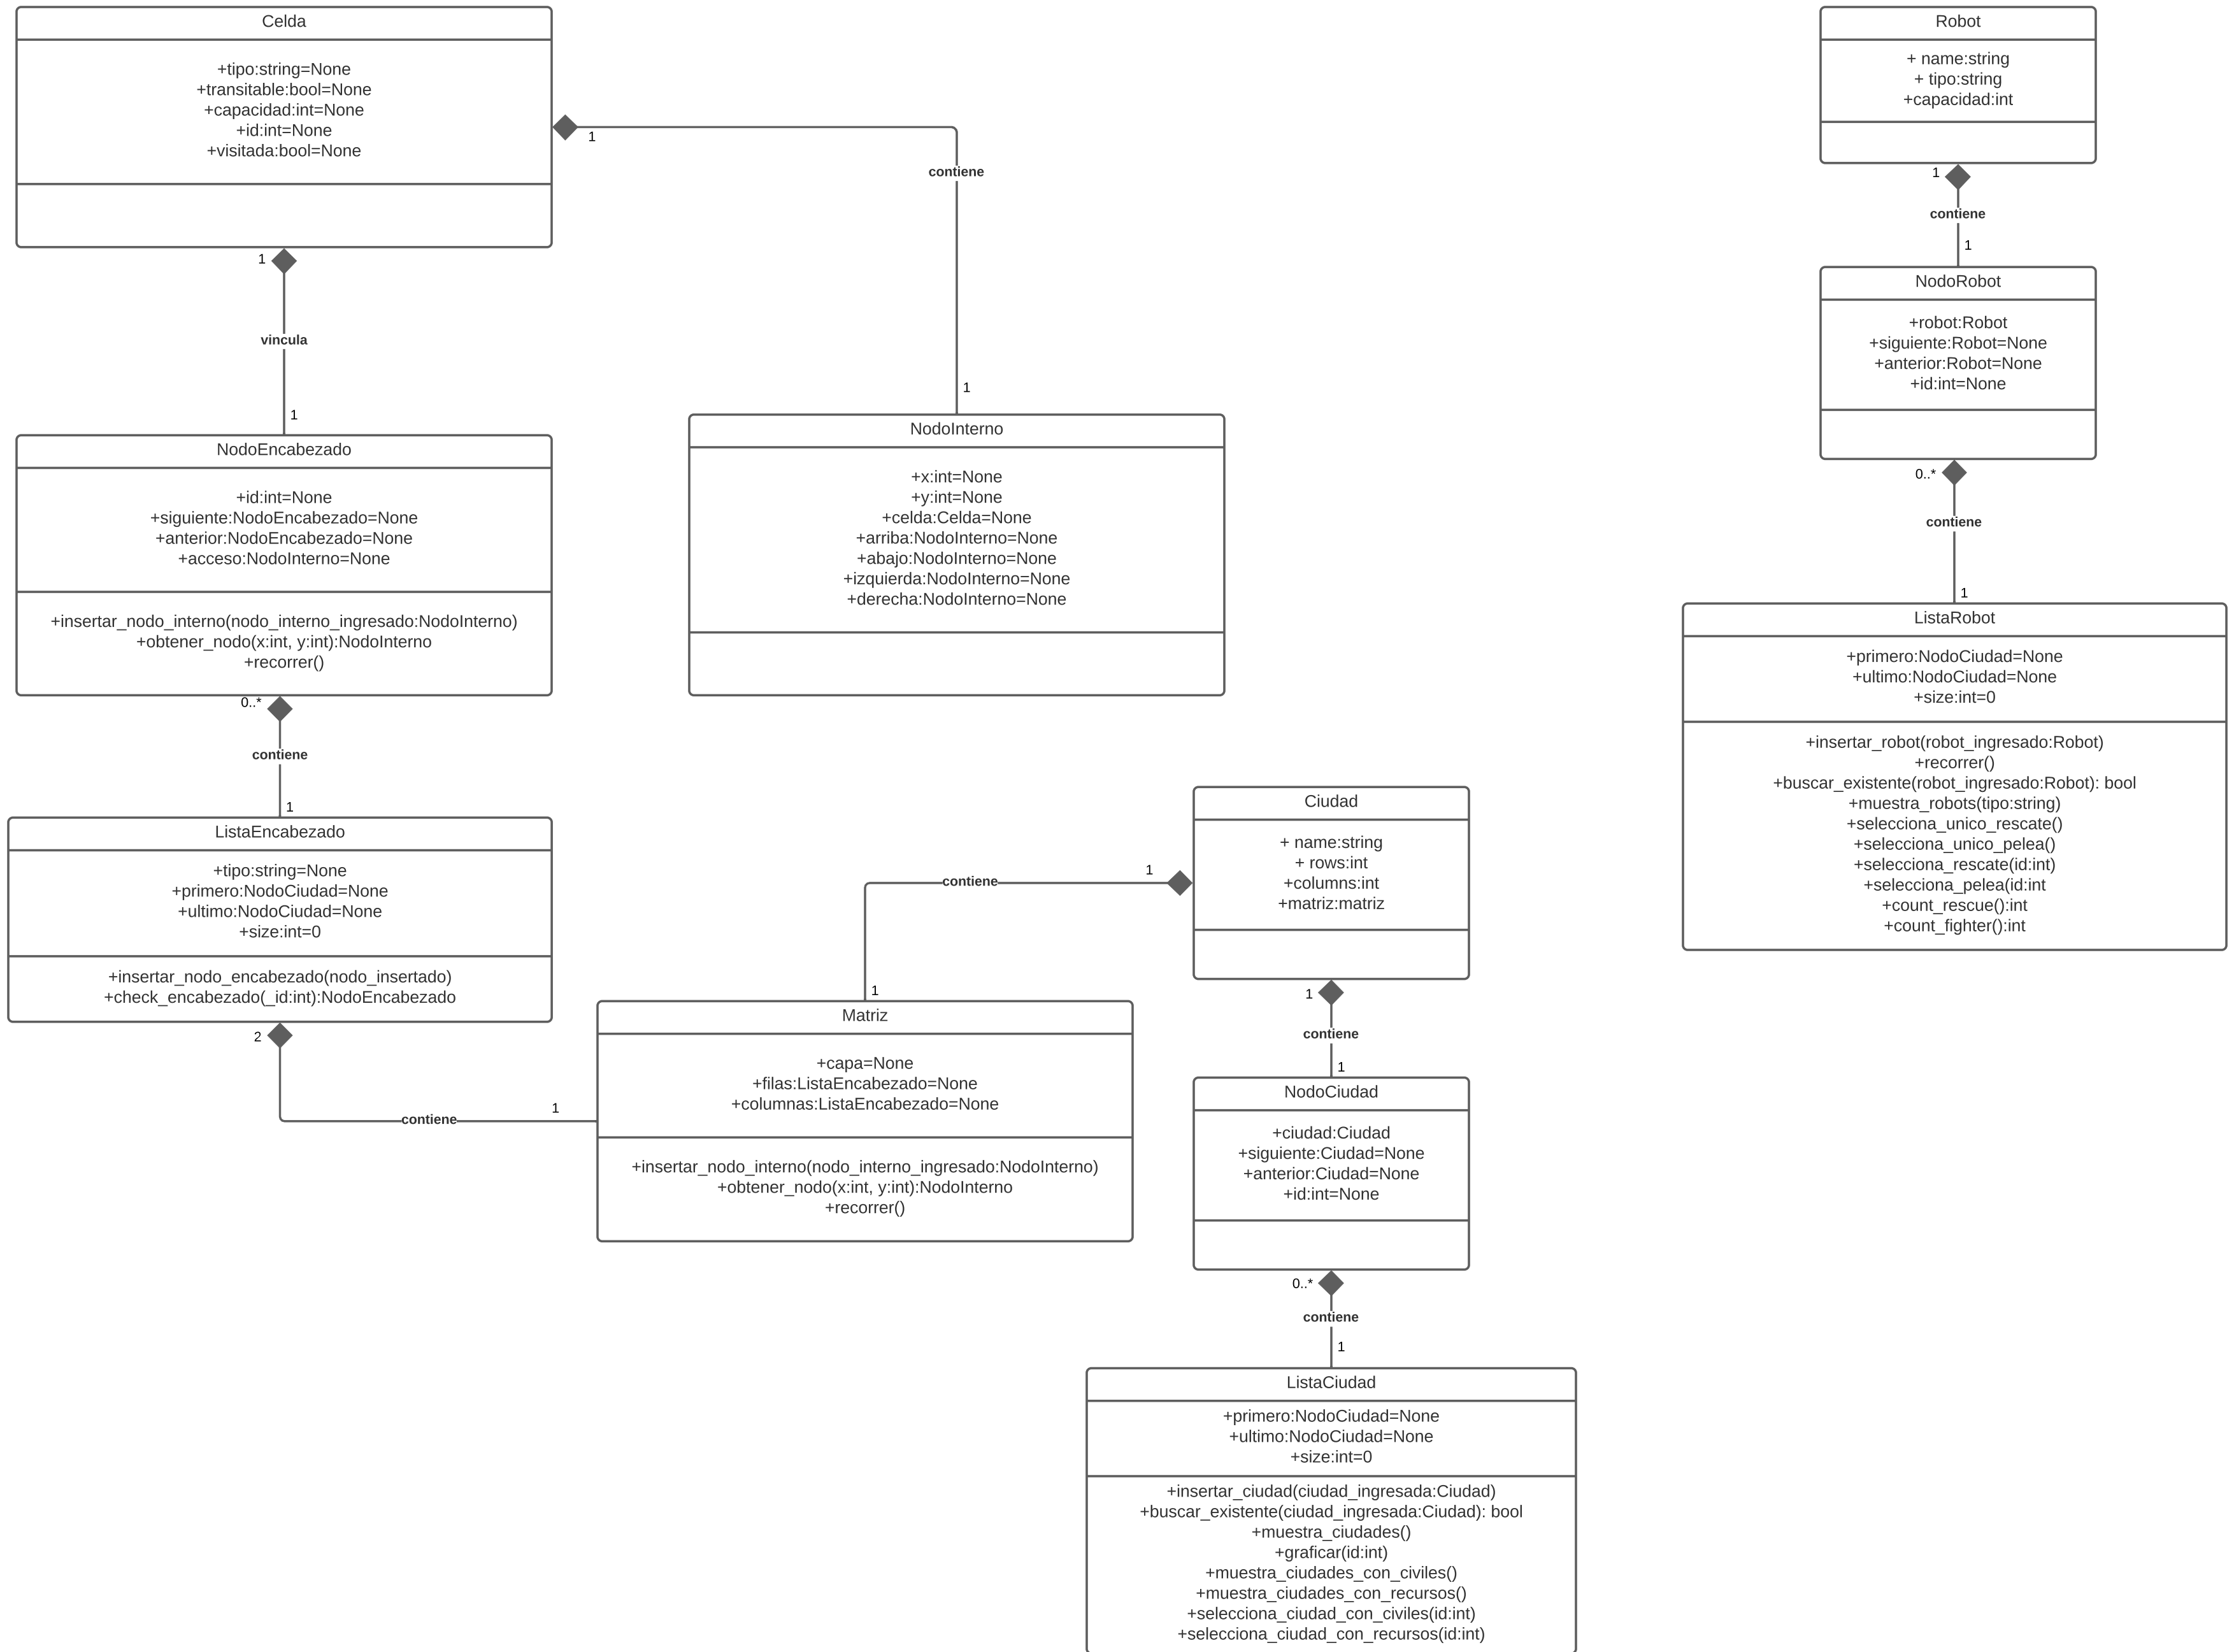 Celda
+tipo:string=None
+transitable:bool=None
+capacidad:int=None
+id:int=None
+visitada:bool=None
1
contiene
1
1
vincula
1
NodoEncabezado
+id:int=None
+siguiente:NodoEncabezado=None
+anterior:NodoEncabezado=None
+acceso:NodoInterno=None
+insertar_nodo_interno(nodo_interno_ingresado:NodoInterno)
+obtener_nodo(x:int, y:int):NodoInterno
+recorrer()
NodoInterno
+x:int=None
+y:int=None
+celda:Celda=None
+arriba:NodoInterno=None
+abajo:NodoInterno=None
+izquierda:NodoInterno=None
+derecha:NodoInterno=None
0..*
contiene
1
ListaEncabezado
+tipo:string=None
+primero:NodoCiudad=None
+ultimo:NodoCiudad=None
+size:int=0
+insertar_nodo_encabezado(nodo_insertado)
+check_encabezado(_id:int):NodoEncabezado
2
contiene
1
Matriz
+capa=None
+filas:ListaEncabezado=None
+columnas:ListaEncabezado=None
+insertar_nodo_interno(nodo_interno_ingresado:NodoInterno)
+obtener_nodo(x:int, y:int):NodoInterno
+recorrer()
1
contiene
1
Ciudad
+ name:string
+ rows:int
+columns:int
+matriz:matriz
1
contiene
1
NodoCiudad
+ciudad:Ciudad
+siguiente:Ciudad=None
+anterior:Ciudad=None
+id:int=None
0..*
contiene
1
ListaCiudad
+primero:NodoCiudad=None
+ultimo:NodoCiudad=None
+size:int=0
+insertar_ciudad(ciudad_ingresada:Ciudad)
+buscar_existente(ciudad_ingresada:Ciudad): bool
+muestra_ciudades()
+graficar(id:int)
+muestra_ciudades_con_civiles()
+muestra_ciudades_con_recursos()
+selecciona_ciudad_con_civiles(id:int)
+selecciona_ciudad_con_recursos(id:int)
Robot
+ name:string
+ tipo:string
+capacidad:int
1
contiene
1
NodoRobot
+robot:Robot
+siguiente:Robot=None
+anterior:Robot=None
+id:int=None
0..*
contiene
1
ListaRobot
+primero:NodoCiudad=None
+ultimo:NodoCiudad=None
+size:int=0
+insertar_robot(robot_ingresado:Robot)
+recorrer()
+buscar_existente(robot_ingresado:Robot): bool
+muestra_robots(tipo:string)
+selecciona_unico_rescate()
+selecciona_unico_pelea()
+selecciona_rescate(id:int)
+selecciona_pelea(id:int
+count_rescue():int
+count_fighter():int